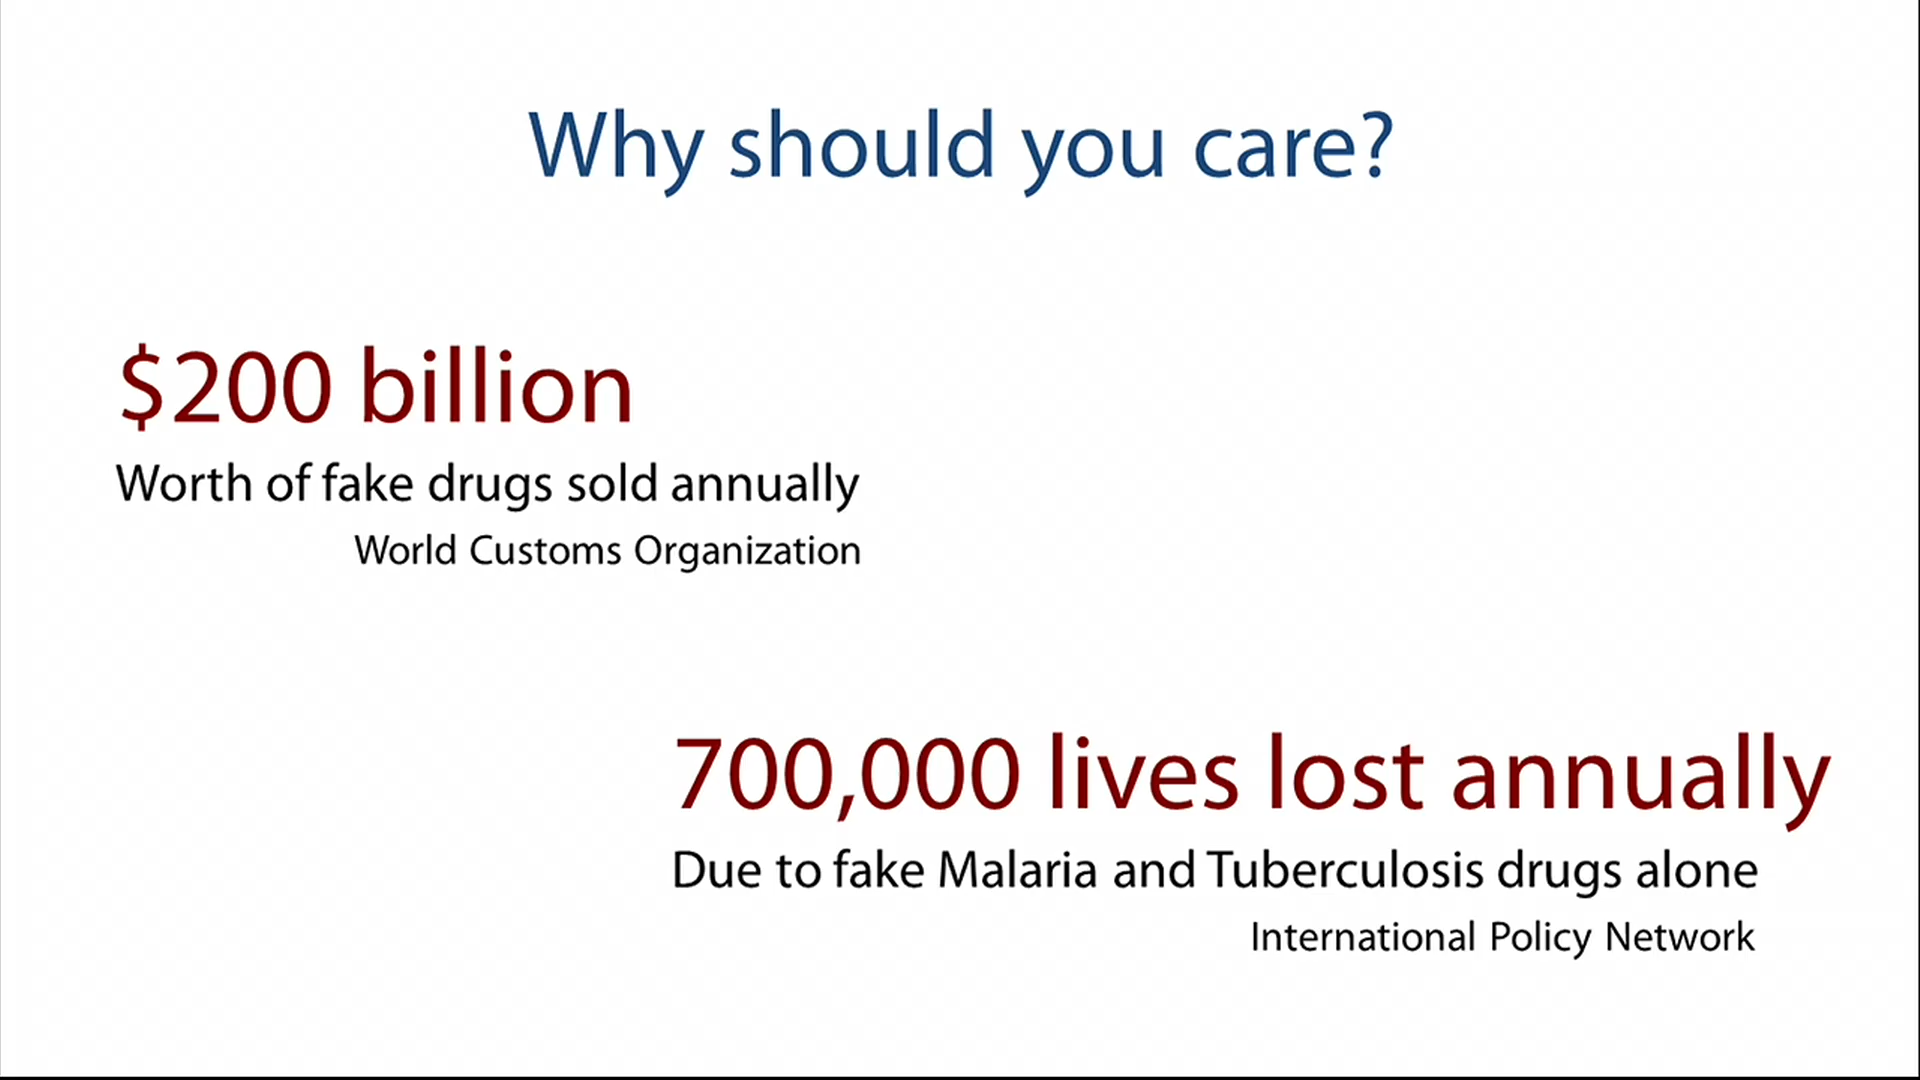 Why should you care?
$200 billion
Worth of fake drugs sold annually
World Customs Organization
700,000 lives lost annually
Due to fake Malaria and Tuberculosis drugs alone
International Policy Network